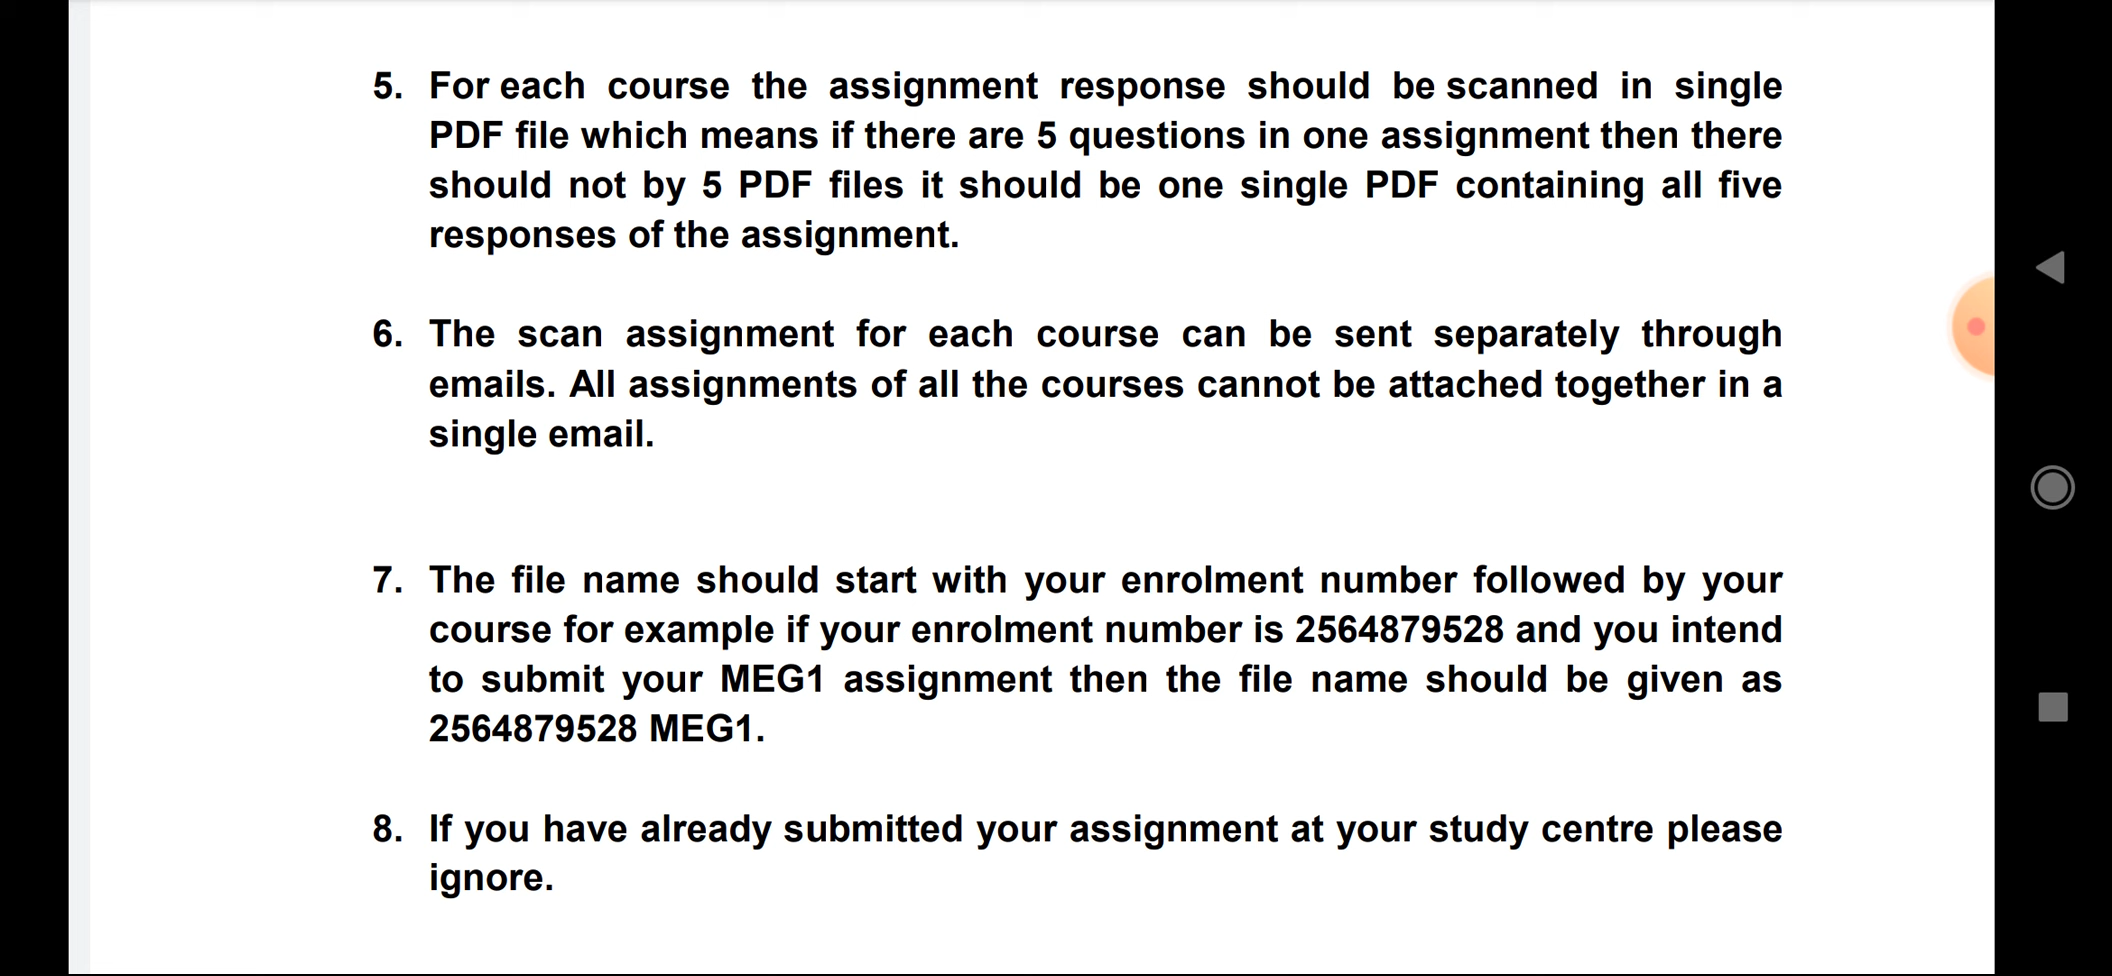 5. For each course the assignment response should be scanned in single
PDF file which means if there are 5 questions in one assignment then there
should not by 5 PDF files it should be one single PDF containing all five
responses of the assignment.
6. The scan assignment for each course can be sent separately through
emails. All assignments of all the courses cannot be attached together in a
single email.
7. The file name should start with your enrolment number followed by your
course for example if your enrolment number is 2564879528 and you intend
to submit your MEG1 assignment then the file name should be given as
2564879528 MEG1.
8. If you have already submitted your assignment at your study centre please
ignore.